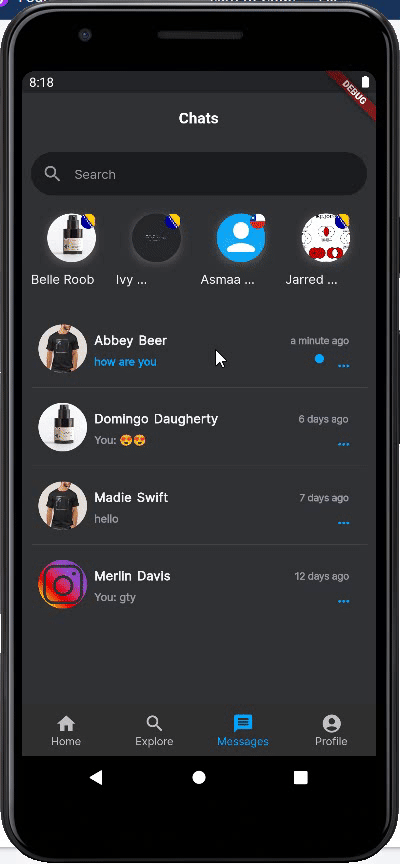 8:18
DEBUG
Chats
Search
Belle Roob
Ivy ...
Asmaa ...
Jarred ...
Abbey Beer
a minute ago
how are you
Domingo Daugherty
6 days ago
You: 😍😍
Madie Swift
7 days ago
hello
Merlin Davis
12 days ago
You: gty
Home
Explore
Messages
Profile